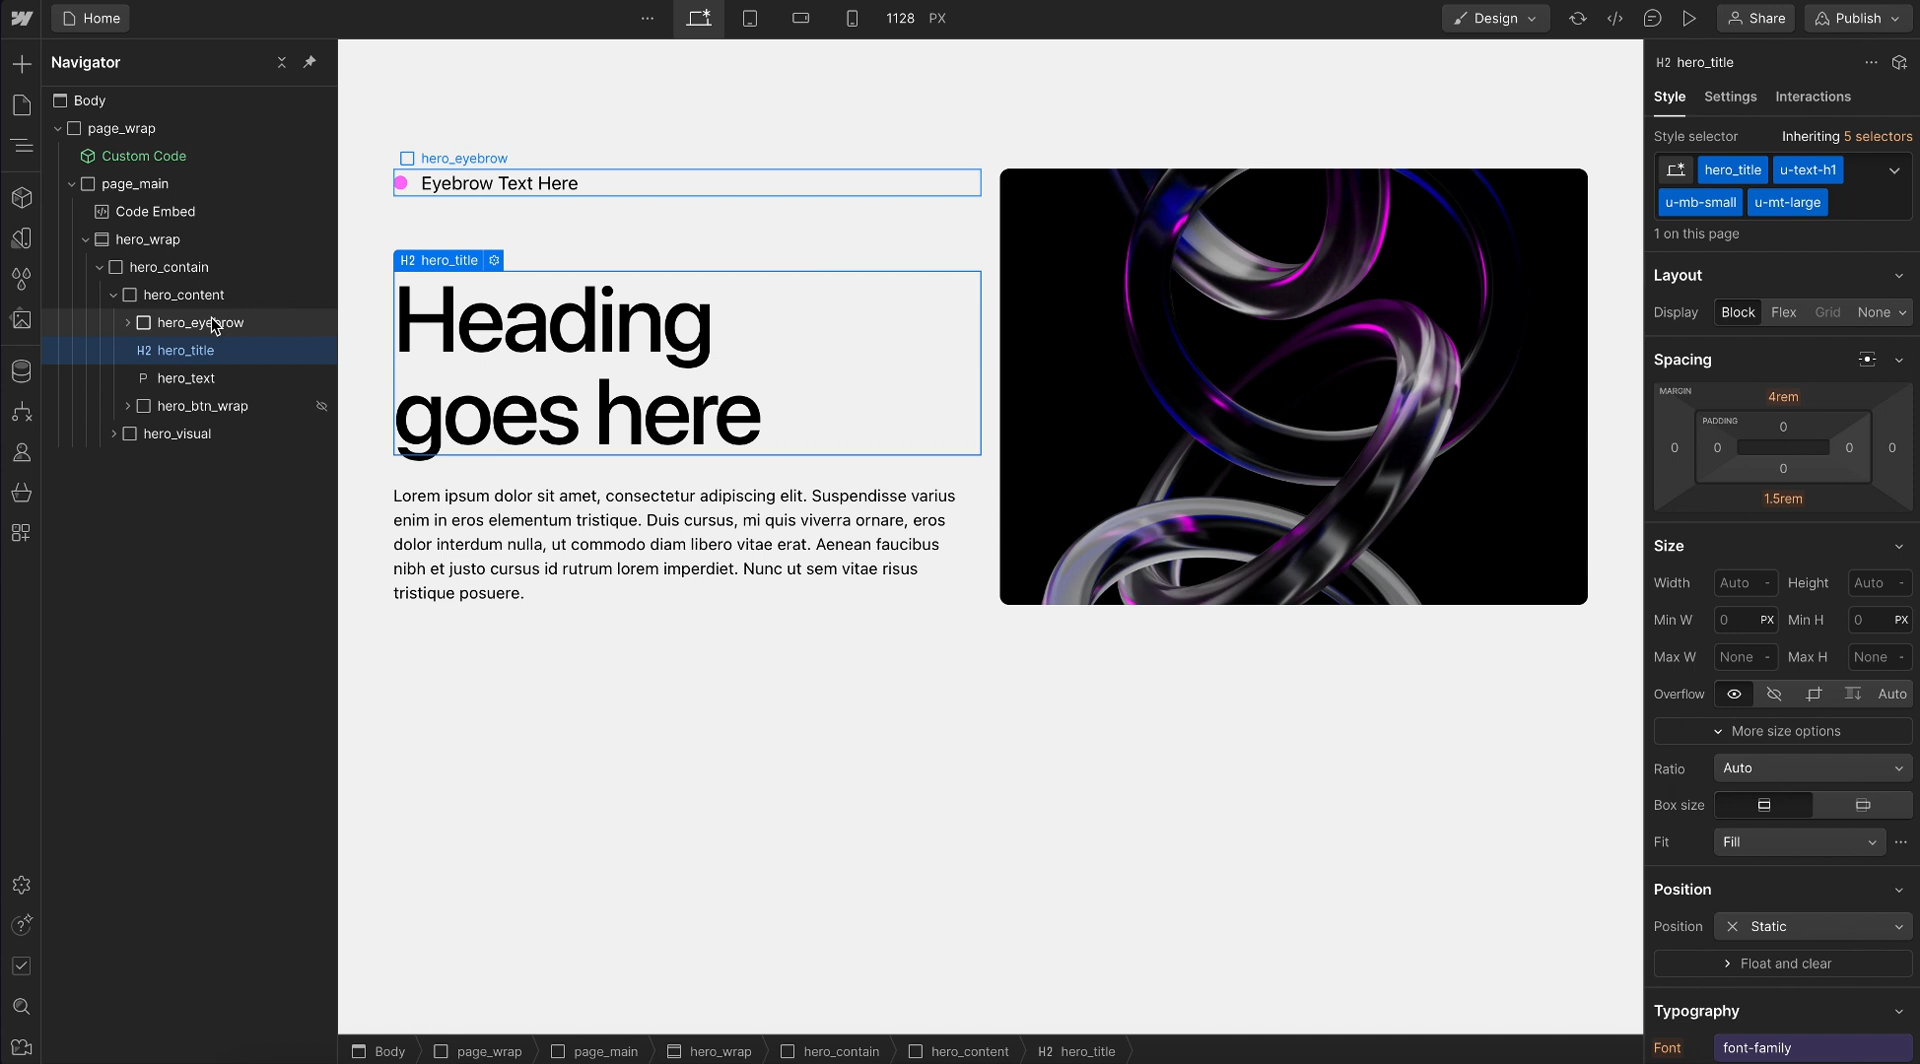 Home
1128 PX
Design
Share
Publish
Navigator
Body
page_wrap
Custom Code
page_main
Code Embed
hero_wrap
hero_contain
hero_content
hero_eyebrow
H2 hero_title
P hero_text
hero_btn_wrap
hero_visual
hero_eyebrow
Eyebrow Text Here
H2 hero_title
Heading
goes here
Lorem ipsum dolor sit amet, consectetur adipiscing elit. Suspendisse varius
enim in eros elementum tristique. Duis cursus, mi quis viverra ornare, eros
dolor interdum nulla, ut commodo diam libero vitae erat. Aenean faucibus
nibh et justo cursus id rutrum lorem imperdiet. Nunc ut sem vitae risus
tristique posuere.
Body page_wrap page_main hero_wrap hero_contain hero_content H2 hero_title
H2 hero_title
Style Settings Interactions
Style selector Inheriting 5 selectors
hero_title u-text-h1
u-mb-small u-mt-large
1 on this page
Layout
Display Block Flex Grid None
Spacing
MARGIN
4rem
PADDING
0
0 0 0 0
0
1.5rem
Size
Width Auto - Height Auto -
Min W 0 PX Min H 0 PX
Max W None - Max H None -
Overflow Auto
More size options
Ratio Auto
Box size
Fit Fill
Position
Position Static
Float and clear
Typography
Font font-family